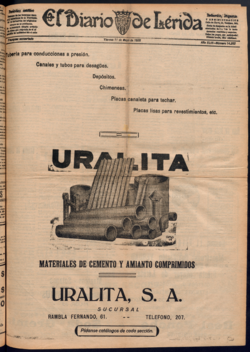 El Diario de Lérida
Tubería para conducciones a presión.
Canales y tubos para desagües.
Depósitos.
Chimeneas.
Placas canaleta para techar.
Placas lisas para revestimientos, etc.
URALITA
MATERIALES DE CEMENTO Y AMIANTO COMPRIMIDOS
URALITA, S. A.
SUCURSAL
RAMBLA FERNANDO, 61. -- -- TELEFONO, 207.
Pídanse catálogos de cada sección.